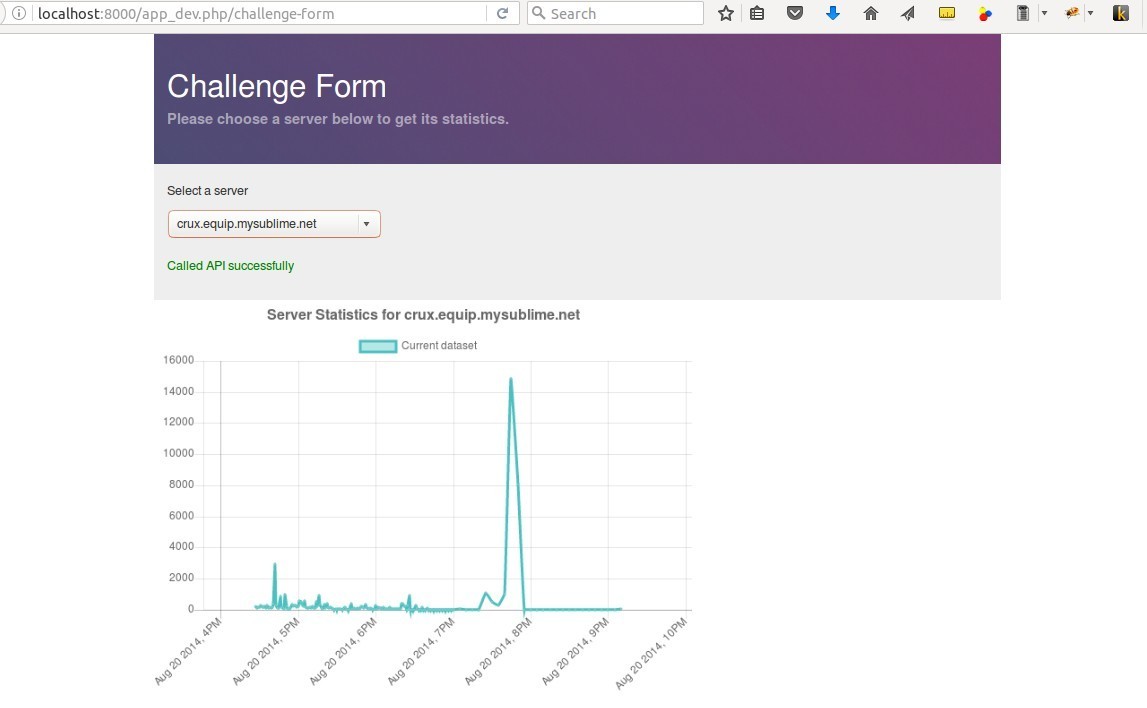 localhost:8000/app_dev.php/challenge-form
Search
Challenge Form
Please choose a server below to get its statistics.
Select a server
crux.equip.mysublime.net
Called API successfully
Server Statistics for crux.equip.mysublime.net
Current dataset
16000
14000
12000
10000
8000
6000
4000
2000
0
Aug 20 2014, 4PM
Aug 20 2014, 5PM
Aug 20 2014, 6PM
Aug 20 2014, 7PM
Aug 20 2014, 8PM
Aug 20 2014, 9PM
Aug 20 2014, 10PM